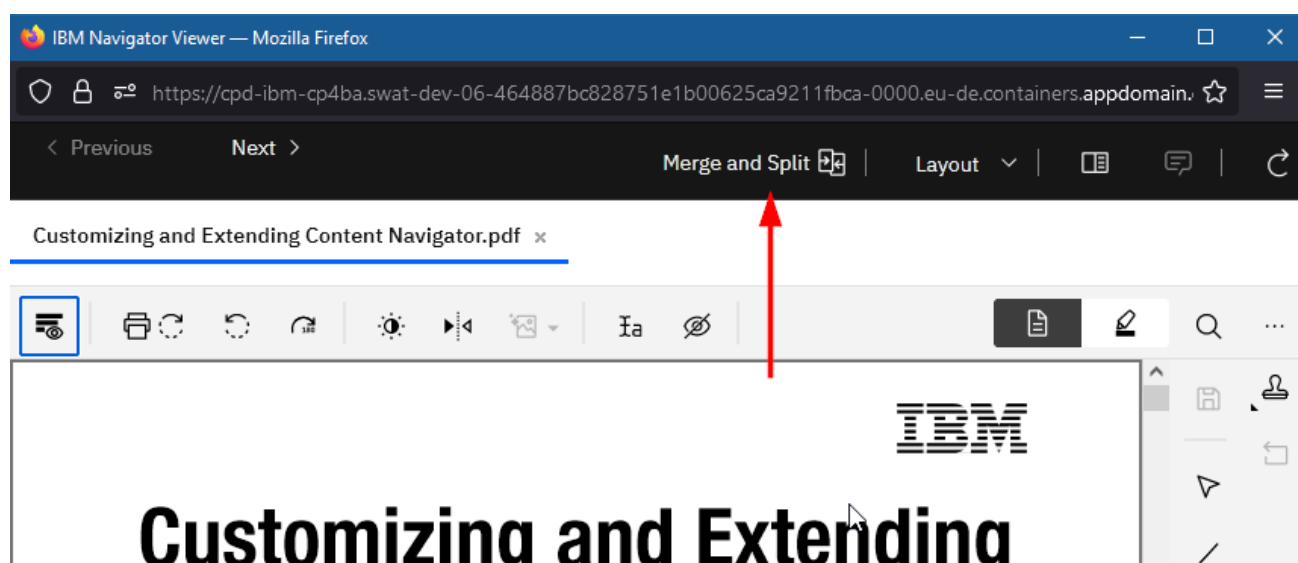 IBM Navigator Viewer — Mozilla Firefox
https://cpd-ibm-cp4ba.swat-dev-06-464887bc828751e1b00625ca9211fbca-0000.eu-de.containers.appdomain.
< Previous Next > Merge and Split Layout
Customizing and Extending Content Navigator.pdf ×
180 a ...
IBM
Customizing and Extending